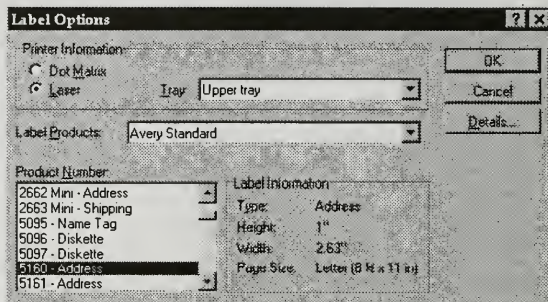 Label Options
Printer Information
Dot Matrix
Laser
Tray: Upper tray
OK
Cancel
Details...
Label Products: Avery Standard
Product Number:
2662 Mini - Address
2663 Mini - Shipping
5095 - Name Tag
5096 - Diskette
5097 - Diskette
5160 - Address
5161 - Address
Label Information
Type: Address
Height: 1"
Width: 2.63"
Page Size: Letter (8 ½ x 11 in)